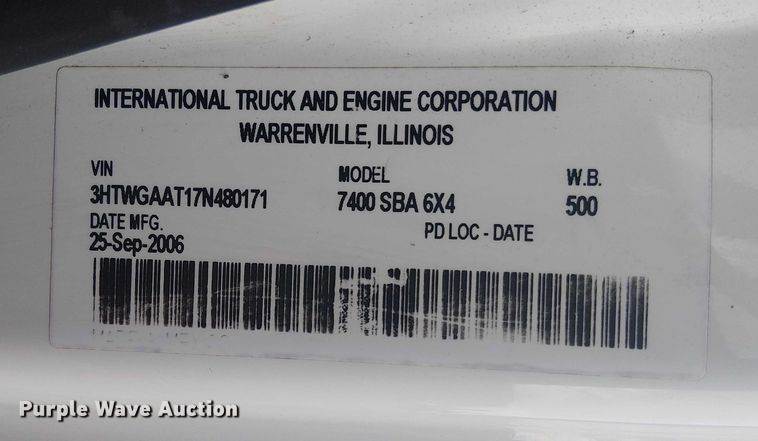 INTERNATIONAL TRUCK AND ENGINE CORPORATION
WARRENVILLE, ILLINOIS
VIN MODEL W.B.
3HTWGAAT17N480171 7400 SBA 6X4 500
DATE MFG. PD LOC - DATE
25-Sep-2006
Purple Wave Auction